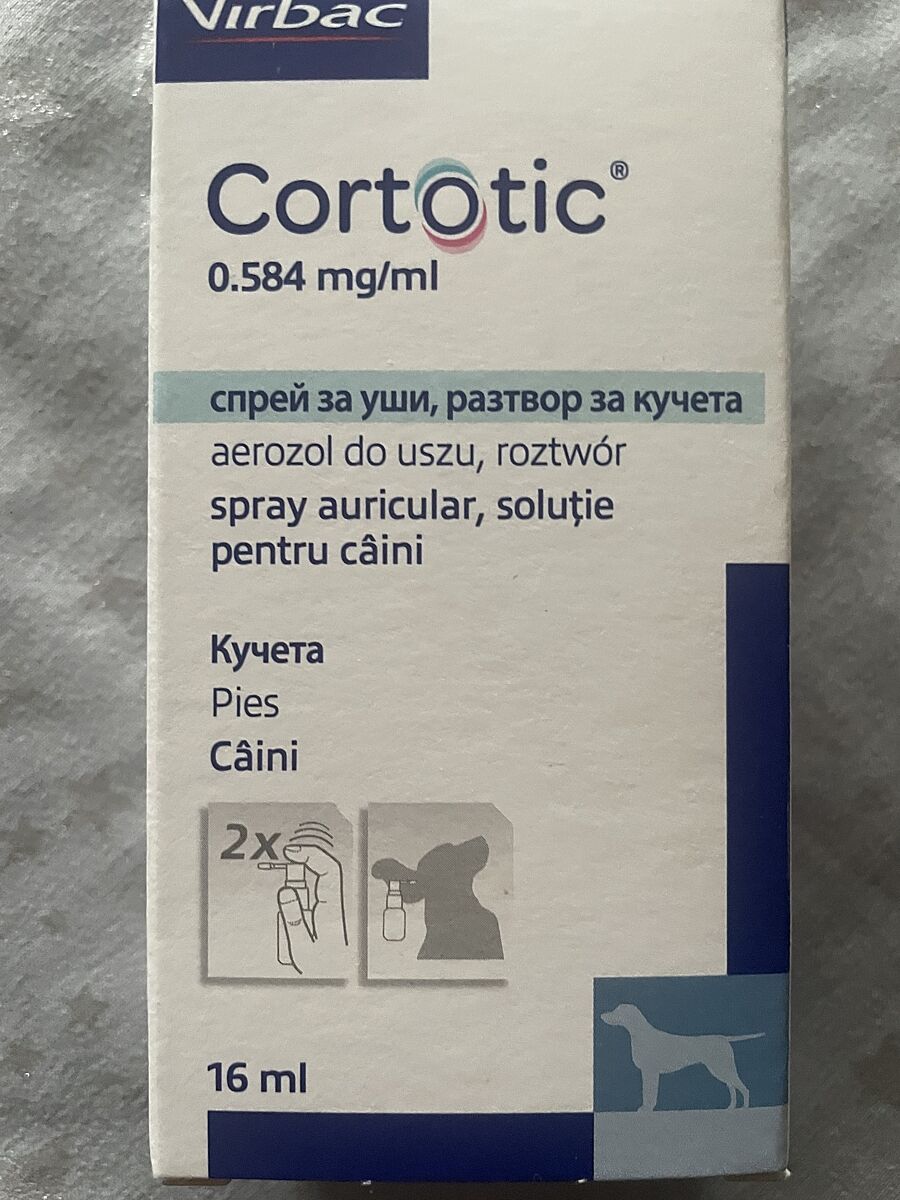 Virbac
Cortotic®
0.584 mg/ml
спрей за уши, разтвор за кучета
aerozol do uszu, roztwór
spray auricular, soluție
pentru câini
Кучета
Pies
Câini
2x
16 ml